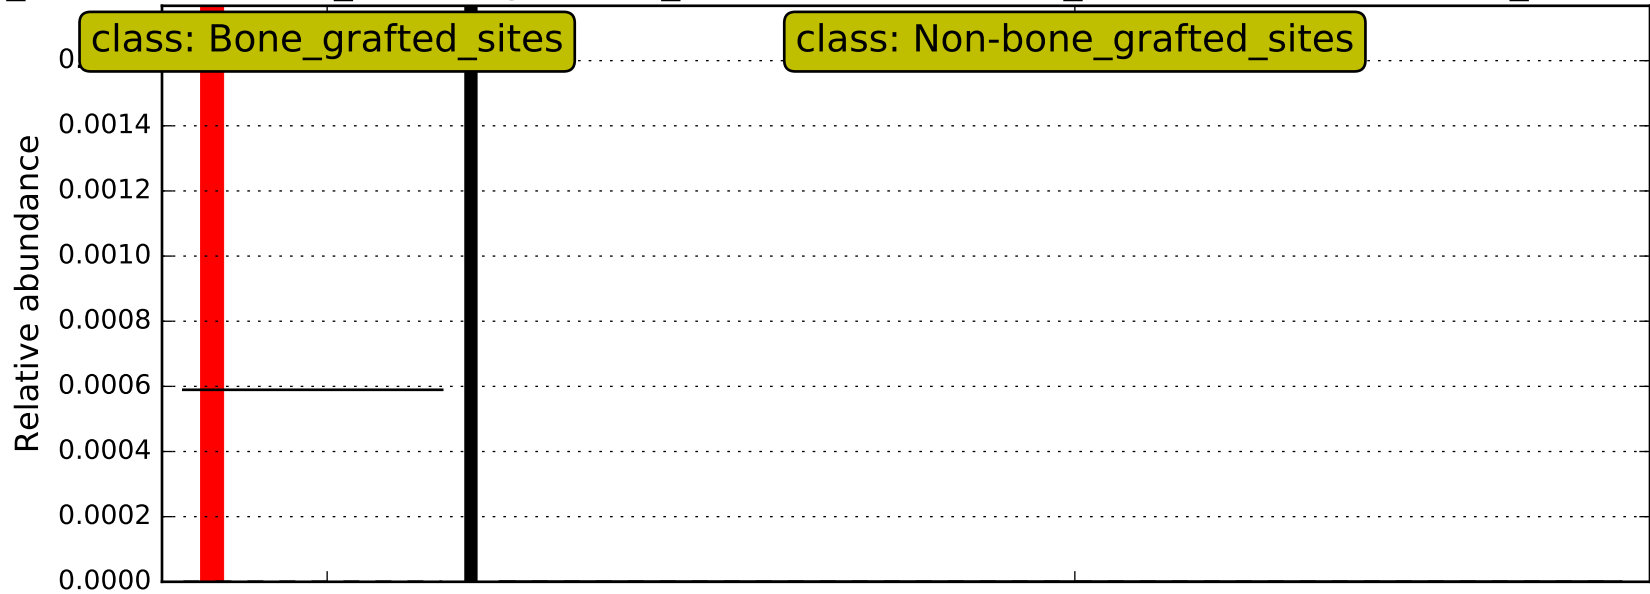 class: Bone_grafted_sites
class: Non-bone_grafted_sites
0.0014
0.0012
0.0010
0.0008
0.0006
0.0004
0.0002
0.0000
Relative abundance